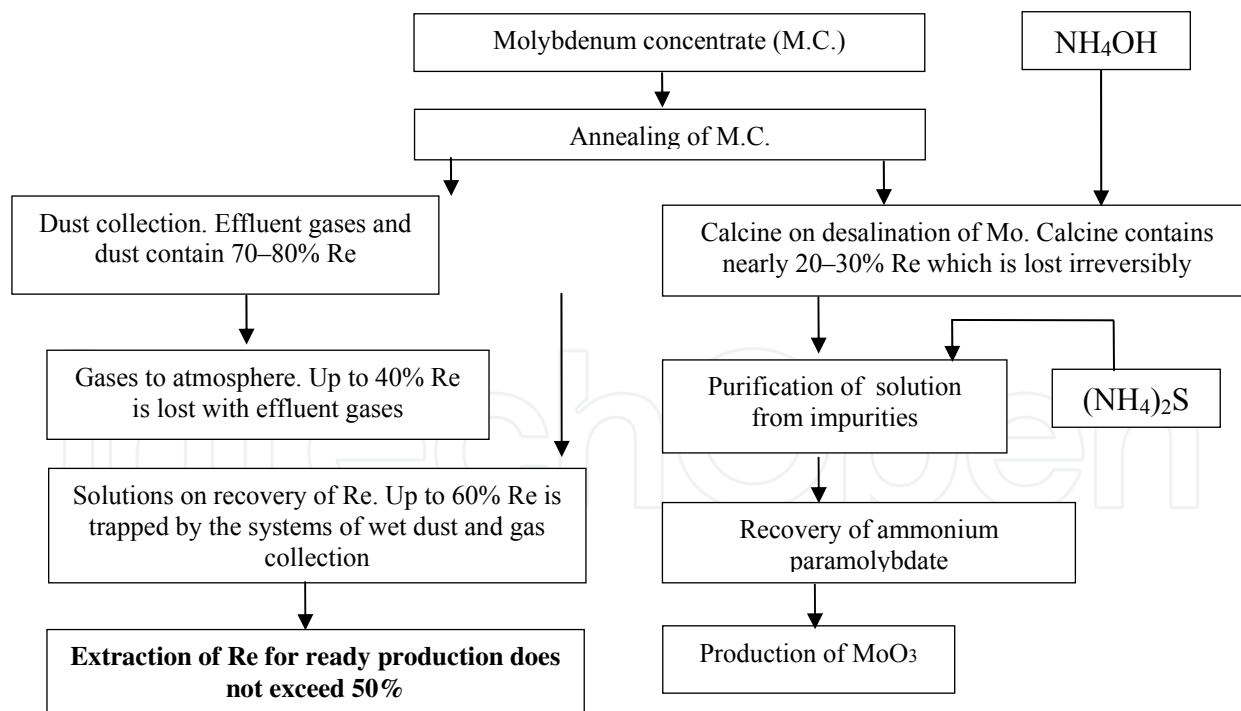 Molybdenum concentrate (M.C.)
NH₄OH
Annealing of M.C.
Dust collection. Effluent gases and
dust contain 70–80% Re
Calcine on desalination of Mo. Calcine contains
nearly 20–30% Re which is lost irreversibly
Gases to atmosphere. Up to 40% Re
is lost with effluent gases
Purification of solution
from impurities
(NH₄)₂S
Solutions on recovery of Re. Up to 60% Re is
trapped by the systems of wet dust and gas
collection
Recovery of ammonium
paramolybdate
Extraction of Re for ready production does
not exceed 50%
Production of MoO₃
IntechOpen